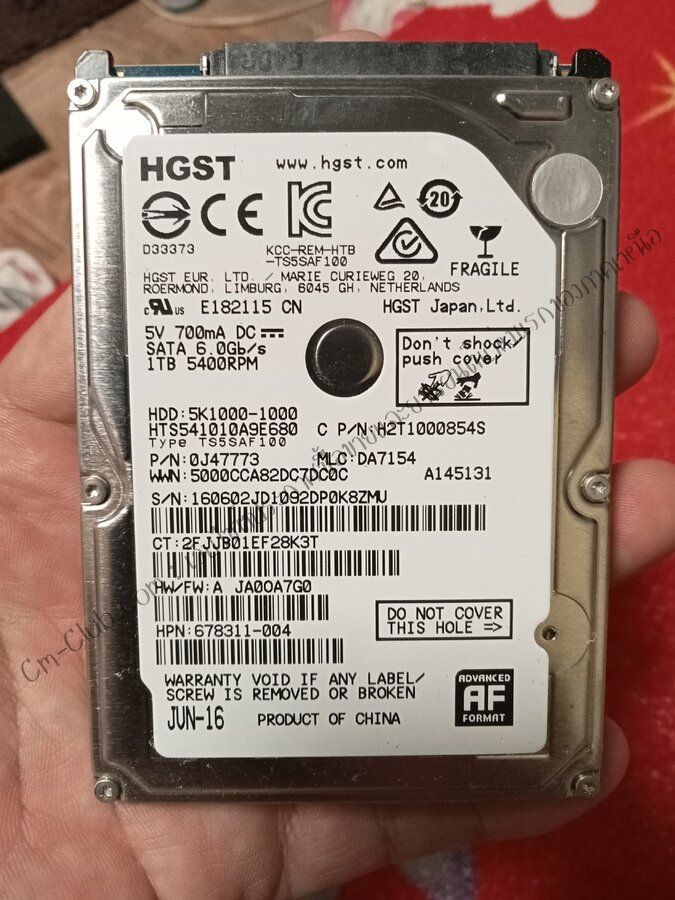 HGST www.hgst.com
20
D33373
KCC-REM-HTB
-TS5SAF100
FRAGILE
HGST EUR. LTD. / MARIE CURIEWEG 20,
ROERMOND, LIMBURG, 6045 GH, NETHERLANDS
c RU us E182115 CN HGST Japan,Ltd.
5V 700mA DC
SATA 6.0Gb/s
1TB 5400RPM
Don't shock/
push cover
HDD:5K1000-1000
HTS541010A9E680 C P/N:H2T1000854S
Type TS5SAF100
P/N:0J47773 MLC:DA7154
WWN:5000CCA82DC7DC0C A145131
S/N:160602JD1092DP0K8ZMU
CT:2FJJB01EF28K3T
HW/FW:A JA0OA7G0
HPN:678311-004
DO NOT COVER
THIS HOLE =>
WARRANTY VOID IF ANY LABEL/
SCREW IS REMOVED OR BROKEN
JUN-16 PRODUCT OF CHINA
ADVANCED
AF
FORMAT
Cm-Club.com